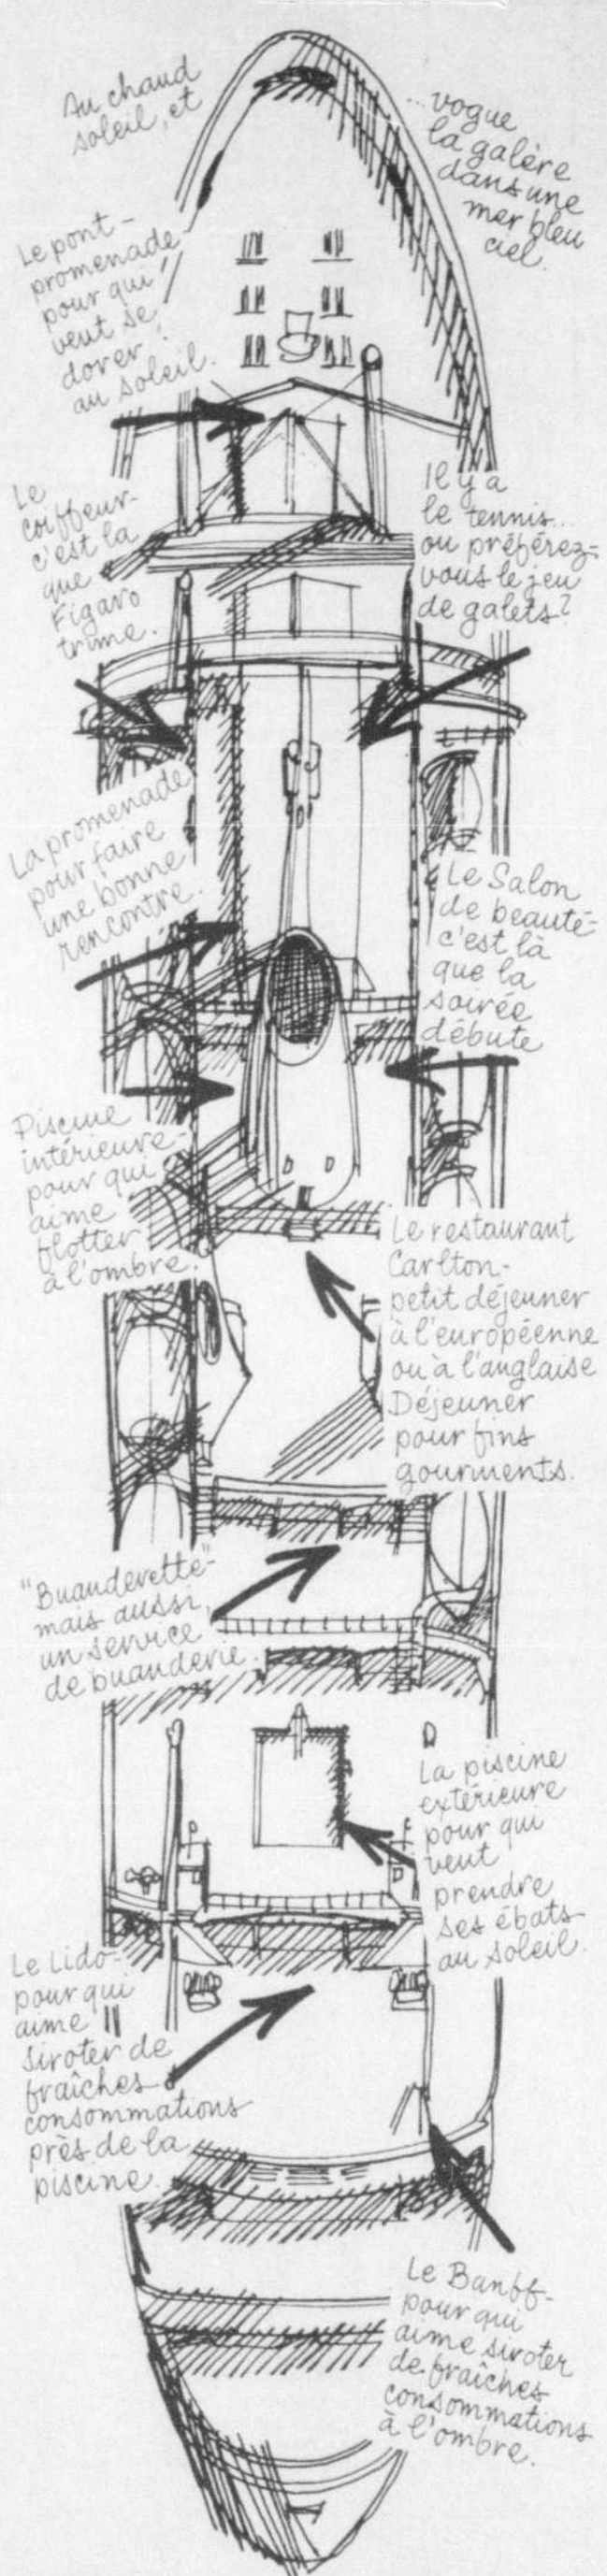 Au chaud
soleil, et
...vogue
la galère
dans une
mer bleu
ciel.
Le pont-
promenade-
pour qui
veut se
dorer
au soleil.
Le
coiffeur-
c'est là
que
Figaro
trime.
Il y a
le tennis...
ou préférez-
vous le jeu
de galets?
La promenade
pour faire
une bonne
rencontre.
Le Salon
de beauté-
c'est là
que la
soirée
débute
Piscine
intérieure-
pour qui
aime
flotter
à l'ombre.
Le restaurant
Carlton-
petit déjeuner
à l'européenne
ou à l'anglaise
Déjeuner
pour fins
gourments.
"Buanderette"-
mais aussi,
un service
de buanderie.
La piscine
extérieure
pour qui
veut
prendre
ses ébats
au soleil.
Le Lido-
pour qui
aime
siroter de
fraîches
consommations
près de la
piscine.
Le Banff-
pour qui
aime siroter
de fraîches
consommations
à l'ombre.